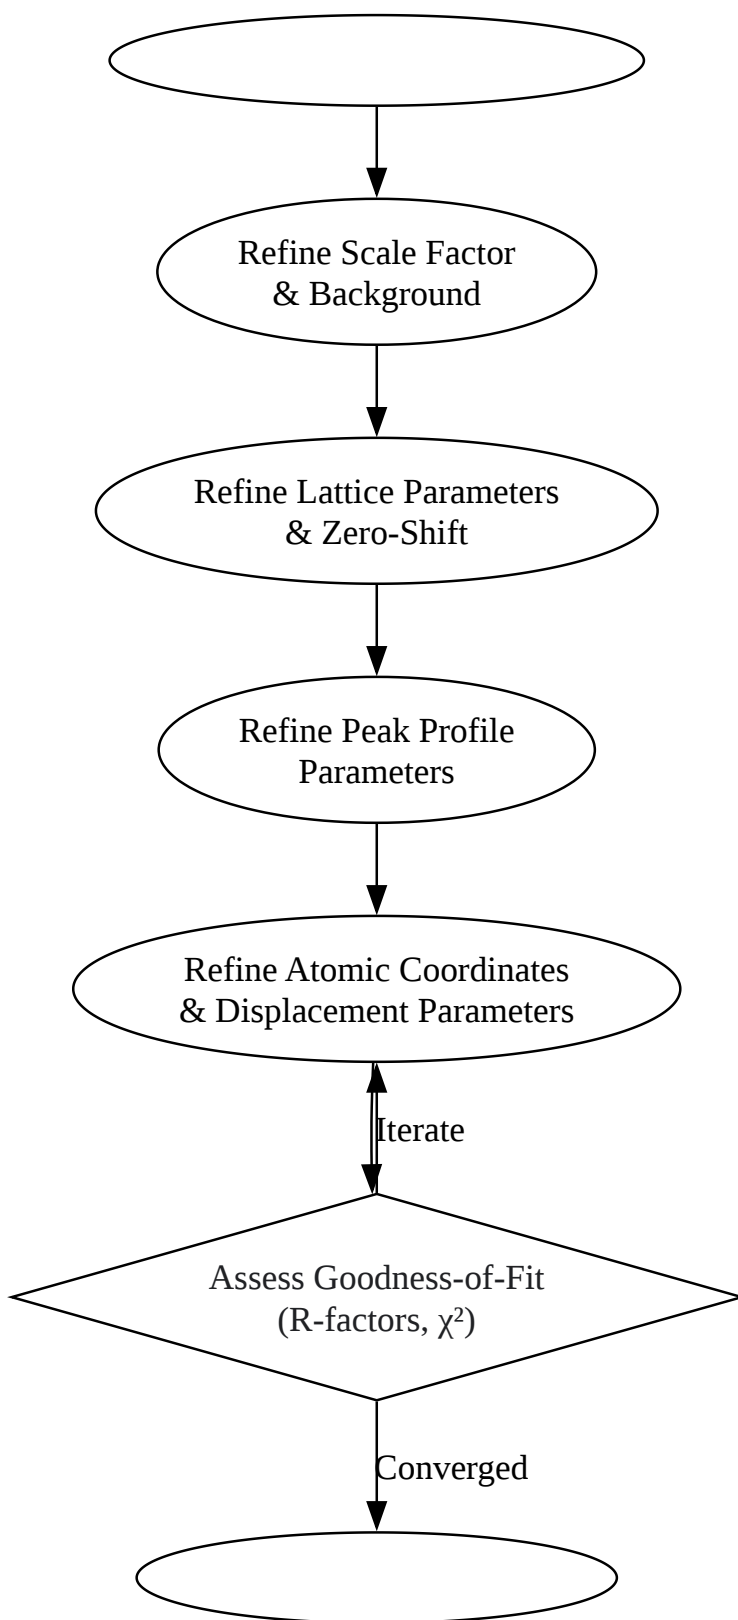 Refine Scale Factor
& Background
Refine Lattice Parameters
& Zero-Shift
Refine Peak Profile
Parameters
Refine Atomic Coordinates
& Displacement Parameters
Iterate
Assess Goodness-of-Fit
(R-factors, χ²)
Converged